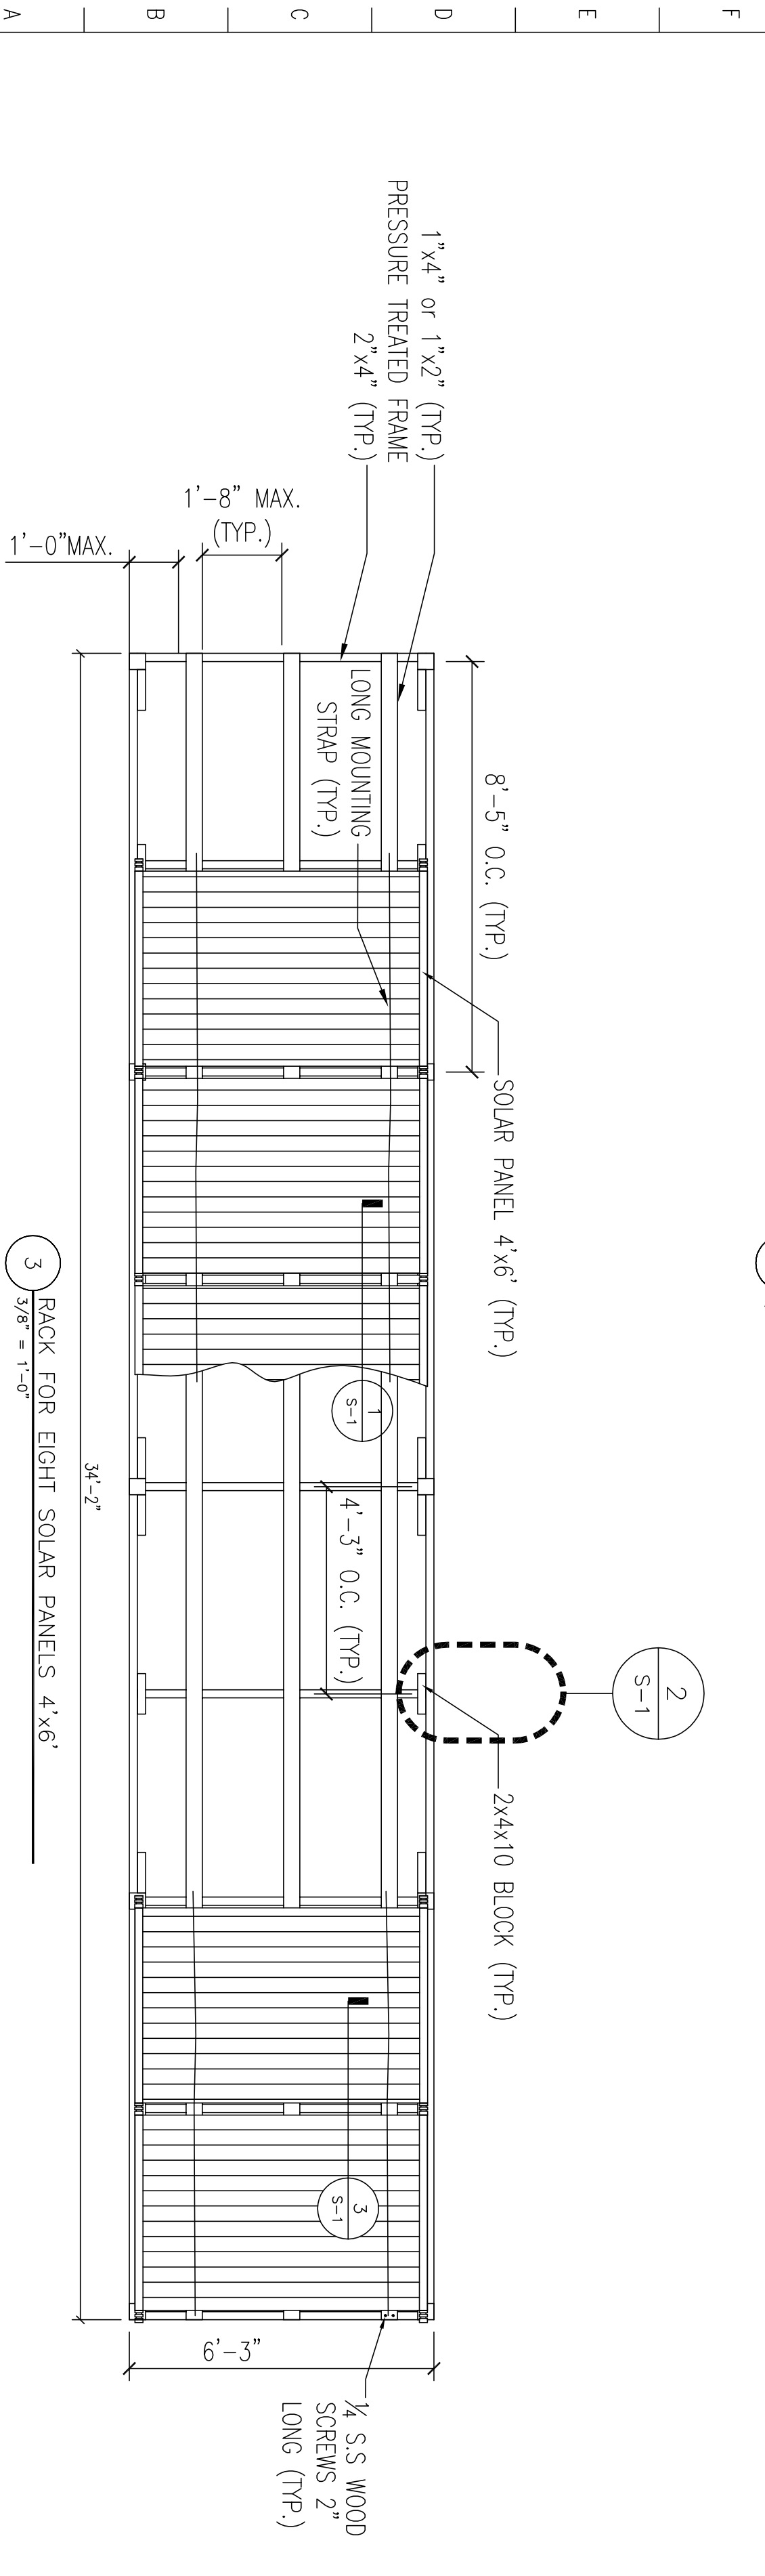 A
B
C
D
E
F
1"x4" or 1"x2" (TYP.)
PRESSURE TREATED FRAME
2"x4" (TYP.)
1'-8" MAX.
(TYP.)
1'-0"MAX.
8'-5" O.C. (TYP.)
LONG MOUNTING
STRAP (TYP.)
SOLAR PANEL 4'x6' (TYP.)
1
S-1
4'-3" O.C. (TYP.)
2
S-1
2x4x10 BLOCK (TYP.)
3
S-1
6'-3"
¼ S.S WOOD
SCREWS 2"
LONG (TYP.)
34'-2"
3
RACK FOR EIGHT SOLAR PANELS 4'x6'
3/8" = 1'-0"